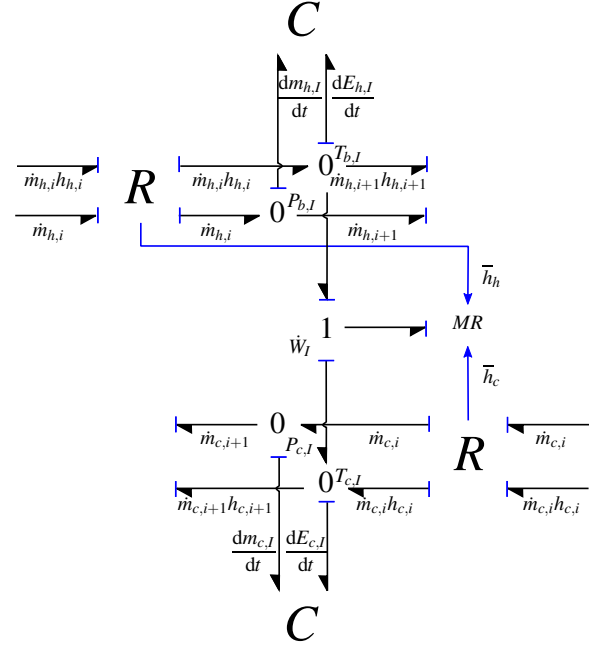 C
dm_{h,I}/dt dE_{h,I}/dt
0 T_{b,I}
ṁ_{h,i}h_{h,i} R ṁ_{h,i}h_{h,i} ṁ_{h,i+1}h_{h,i+1}
0 P_{b,I}
ṁ_{h,i} ṁ_{h,i} ṁ_{h,i+1}
h̅_h
1 MR
Ẇ_I
h̅_c
0
ṁ_{c,i+1} P_{c,I} ṁ_{c,i} R ṁ_{c,i}
0 T_{c,I}
ṁ_{c,i+1}h_{c,i+1} ṁ_{c,i}h_{c,i} ṁ_{c,i}h_{c,i}
dm_{c,I}/dt dE_{c,I}/dt
C